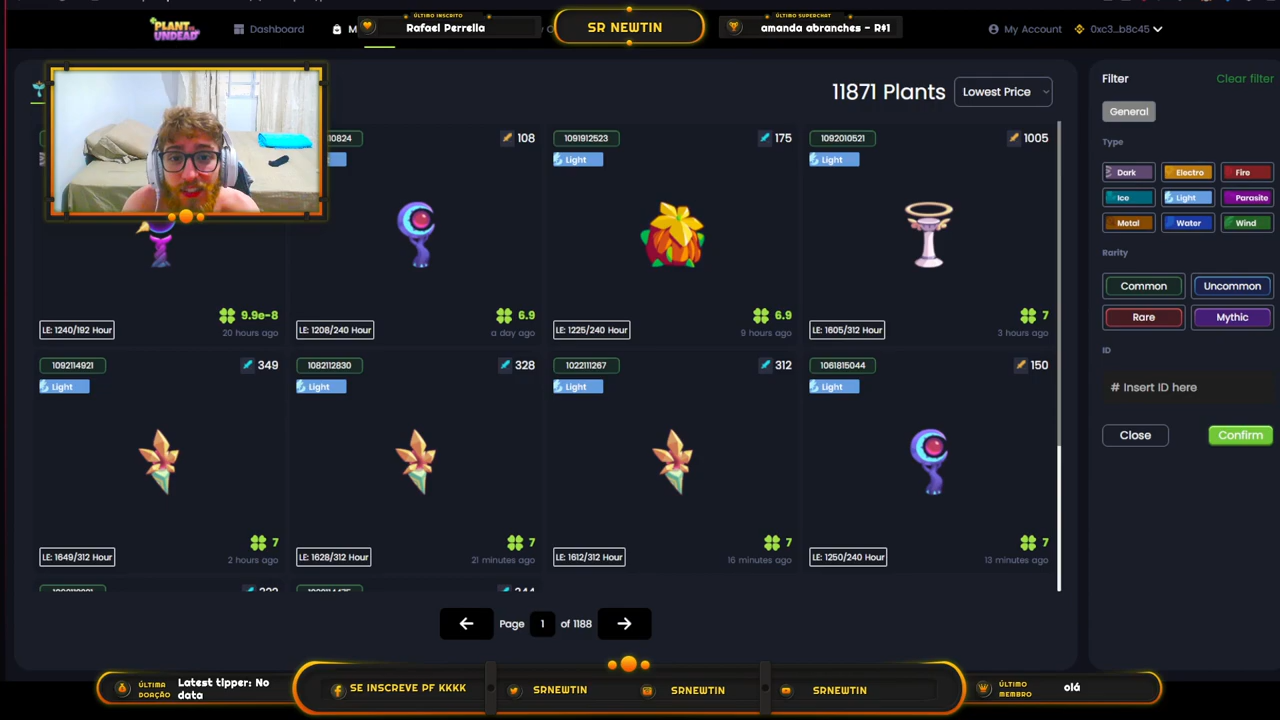 PLANT
UNDEAD
Dashboard
M
ÚLTIMO INSCRITO
Rafael Perrella
SR NEWTIN
ÚLTIMO SUPERCHAT
amanda abranches - R$1
My Account
0xc3...b8c45
11871 Plants
Lowest Price
10824
108
1091912523
175
1092010521
1005
Light
Light
9.9e-8
6.9
6.9
7
LE: 1240/192 Hour
20 hours ago
LE: 1208/240 Hour
a day ago
LE: 1225/240 Hour
9 hours ago
LE: 1605/312 Hour
3 hours ago
1092114921
349
1082112830
328
1022111267
312
1061815044
150
Light
Light
Light
Light
7
7
7
7
LE: 1649/312 Hour
2 hours ago
LE: 1628/312 Hour
21 minutes ago
LE: 1612/312 Hour
16 minutes ago
LE: 1250/240 Hour
13 minutes ago
Page
1
of 1188
Filter
Clear filter
General
Type
Dark
Electro
Fire
Ice
Light
Parasite
Metal
Water
Wind
Rarity
Common
Uncommon
Rare
Mythic
ID
# Insert ID here
Close
Confirm
ÚLTIMA
DOAÇÃO
Latest tipper: No
data
SE INSCREVE PF KKKK
SRNEWTIN
SRNEWTIN
SRNEWTIN
ÚLTIMO
MEMBRO
olá